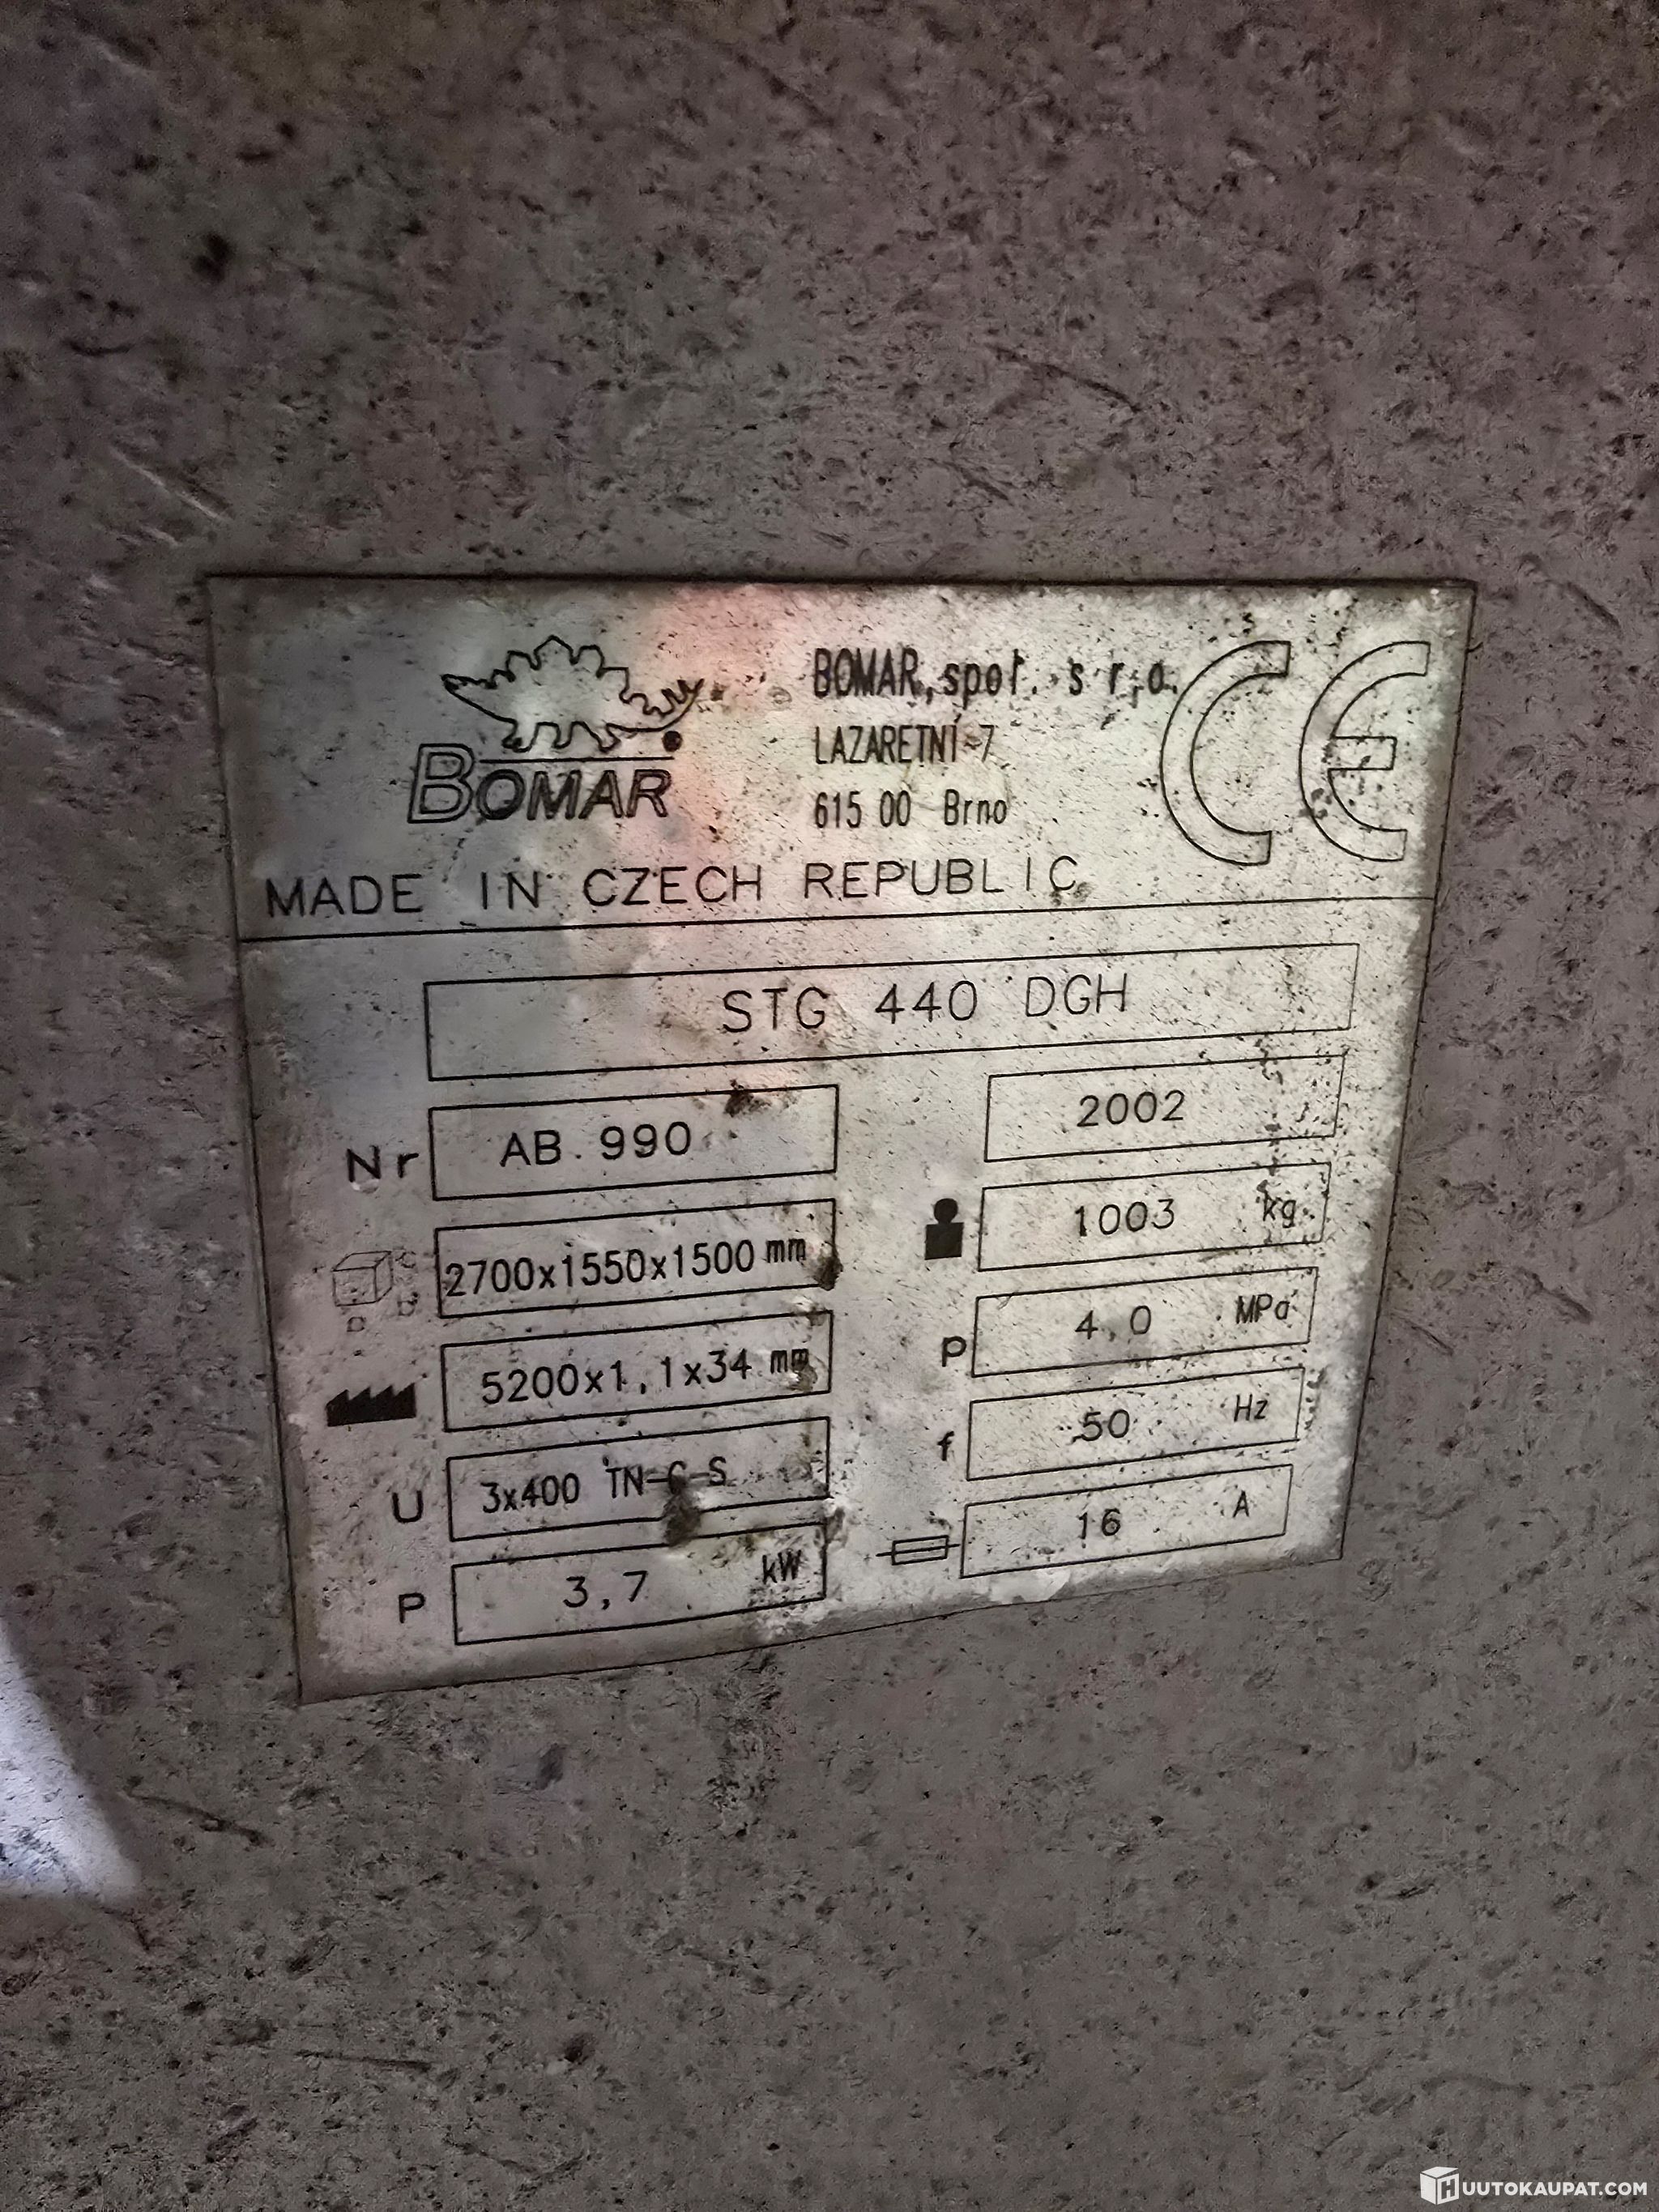 BOMAR
BOMAR, spol. s r.o.
LAZARETNÍ 7
615 00 Brno
CE
MADE IN CZECH REPUBLIC
STG 440 DGH
Nr AB.990
2002
2700x1550x1500 mm
1003 kg
5200x1,1x34 mm
p 4,0 MPa
U 3x400 TN-C-S
f 50 Hz
P 3,7 kW
16 A
HUUTOKAUPAT.COM